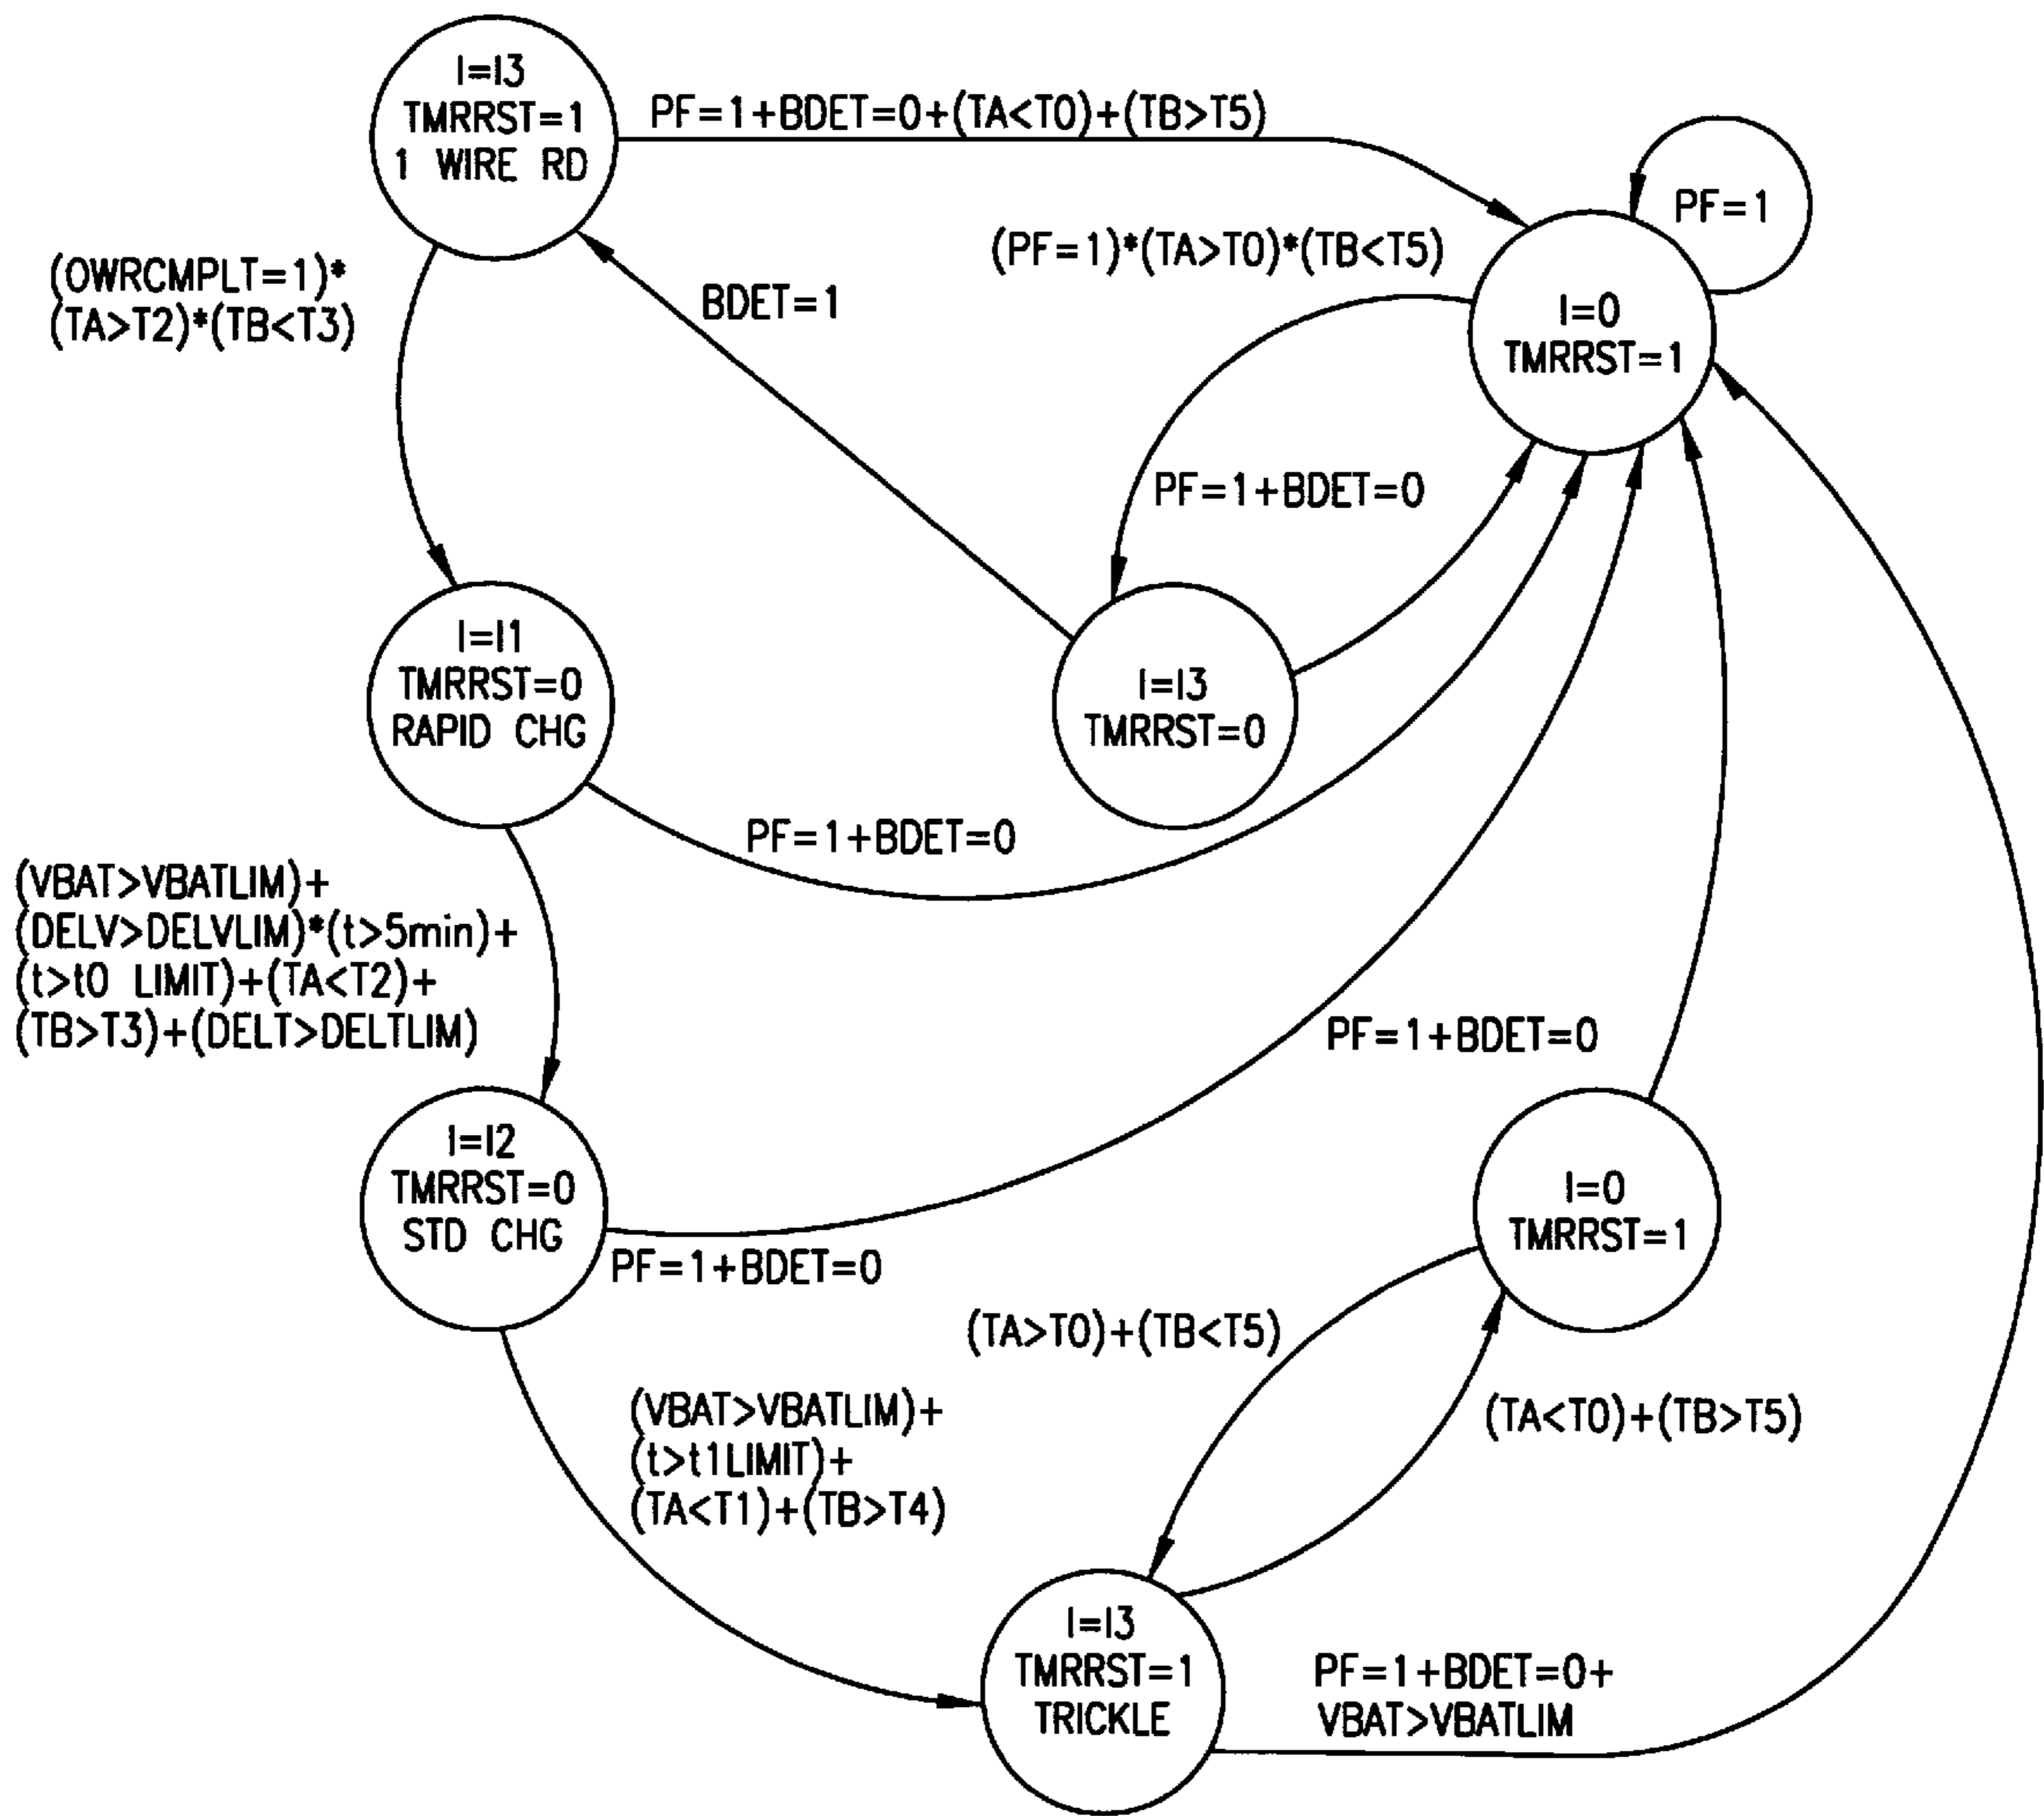 I=I3
TMRRST=1
1 WIRE RD
PF=1+BDET=0+(TA<T0)+(TB>T5)
PF=1
(PF=1)*(TA>T0)*(TB<T5)
(OWRCMPLT=1)*
(TA>T2)*(TB<T3)
BDET=1
I=0
TMRRST=1
PF=1+BDET=0
I=I1
TMRRST=0
RAPID CHG
I=I3
TMRRST=0
PF=1+BDET=0
(VBAT>VBATLIM)+
(DELV>DELVLIM)*(t>5min)+
(t>t0 LIMIT)+(TA<T2)+
(TB>T3)+(DELT>DELTLIM)
PF=1+BDET=0
I=I2
TMRRST=0
STD CHG
PF=1+BDET=0
I=0
TMRRST=1
(TA>T0)+(TB<T5)
(VBAT>VBATLIM)+
(t>t1LIMIT)+
(TA<T1)+(TB>T4)
(TA<T0)+(TB>T5)
I=I3
TMRRST=1
TRICKLE
PF=1+BDET=0+
VBAT>VBATLIM